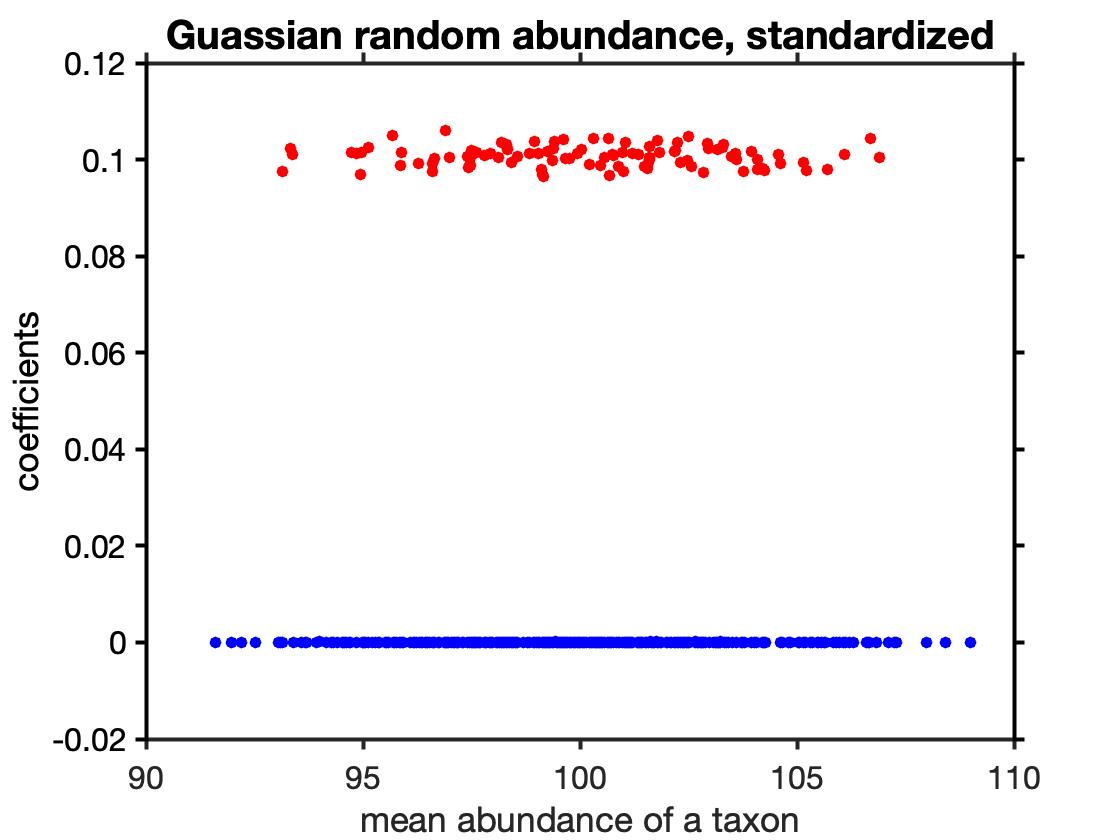 Guassian random abundance, standardized
0.12
0.1
0.08
0.06
0.04
0.02
0
-0.02
coefficients
90 95 100 105 110
mean abundance of a taxon